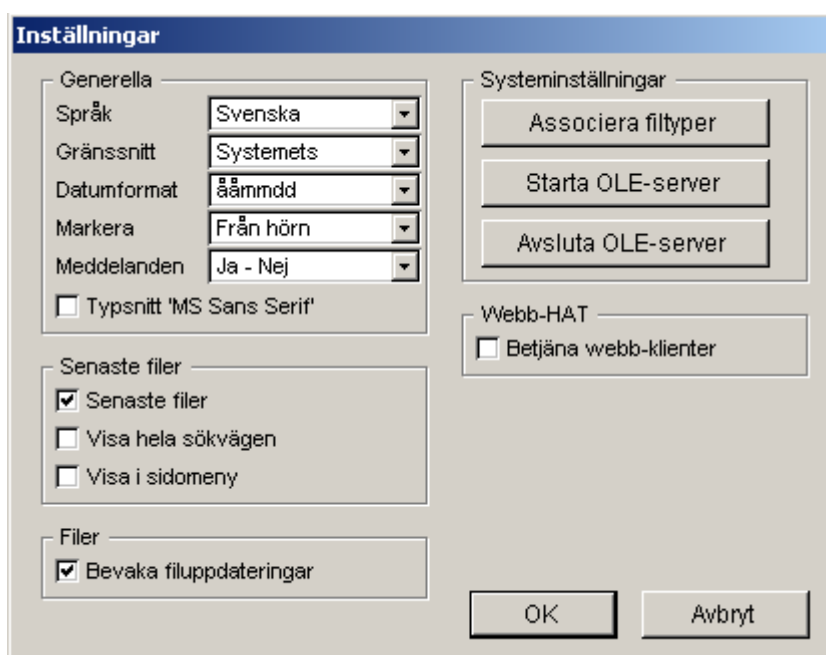 Inställningar
Generella
Språk Svenska
Gränssnitt Systemets
Datumformat ååmmdd
Markera Från hörn
Meddelanden Ja - Nej
Typsnitt 'MS Sans Serif'
Senaste filer
Senaste filer
Visa hela sökvägen
Visa i sidomeny
Filer
Bevaka filuppdateringar
Systeminställningar
Associera filtyper
Starta OLE-server
Avsluta OLE-server
Webb-HAT
Betjäna webb-klienter
OK Avbryt